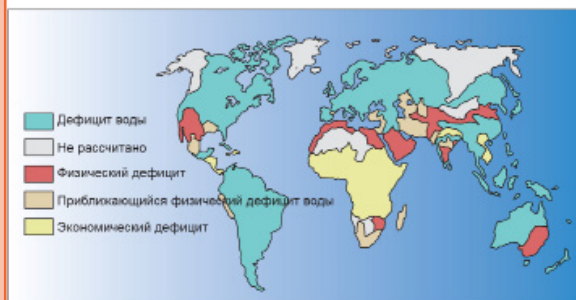 Дефицит воды
Не рассчитано
Физический дефицит
Приближающийся физический дефицит воды
Экономический дефицит